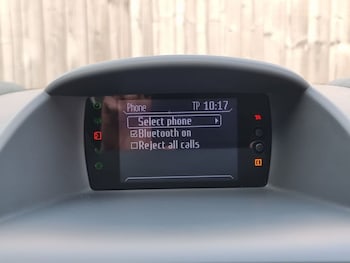 Phone TP 10:17
Select phone
Bluetooth on
Reject all calls